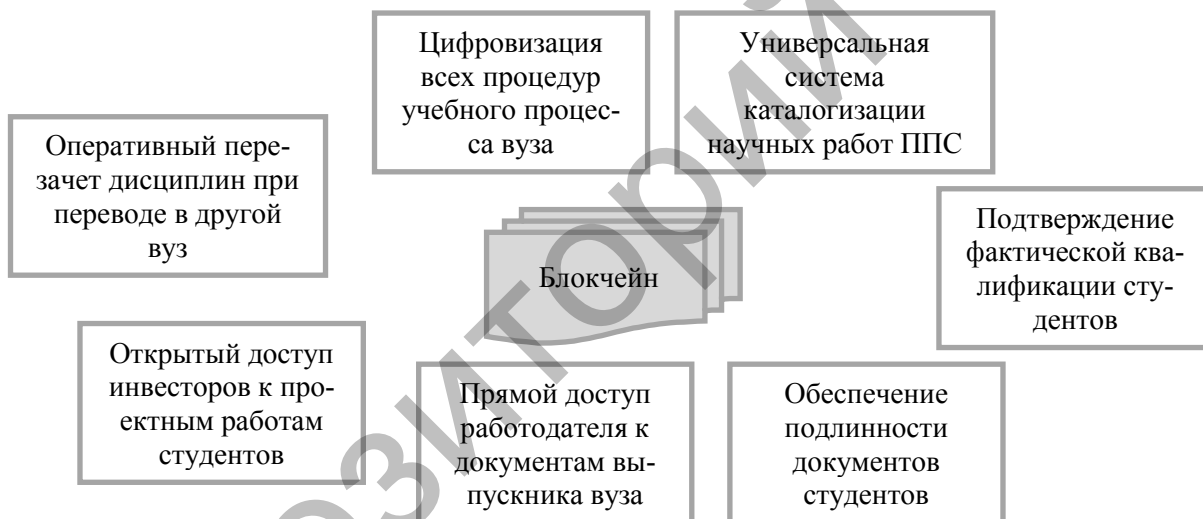 Цифровизация
всех процедур
учебного процес-
са вуза
Универсальная
система
каталогизации
научных работ ППС
Оперативный пере-
зачет дисциплин при
переводе в другой
вуз
Подтверждение
фактической ква-
лификации сту-
дентов
Блокчейн
Открытый доступ
инвесторов к про-
ектным работам
студентов
Прямой доступ
работодателя к
документам вы-
пускника вуза
Обеспечение
подлинности
документов
студентов
озиторий